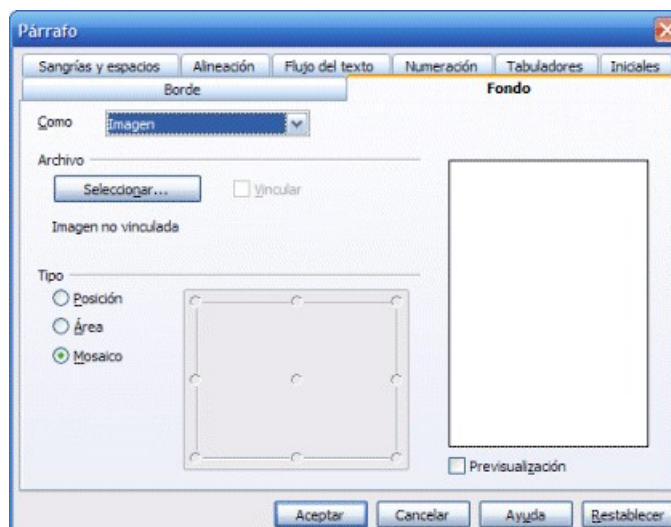 Párrafo
Sangrías y espacios Alineación Flujo del texto Numeración Tabuladores Iniciales
Borde Fondo
Como Imagen
Archivo
Seleccionar... Vincular
Imagen no vinculada
Tipo
Posición
Área
Mosaico
Previsualización
Aceptar Cancelar Ayuda Restablecer